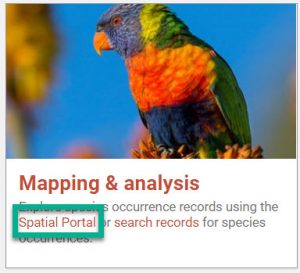 Mapping & analysis
Explore species occurrence records using the
Spatial Portal or search records for species
occurrences.